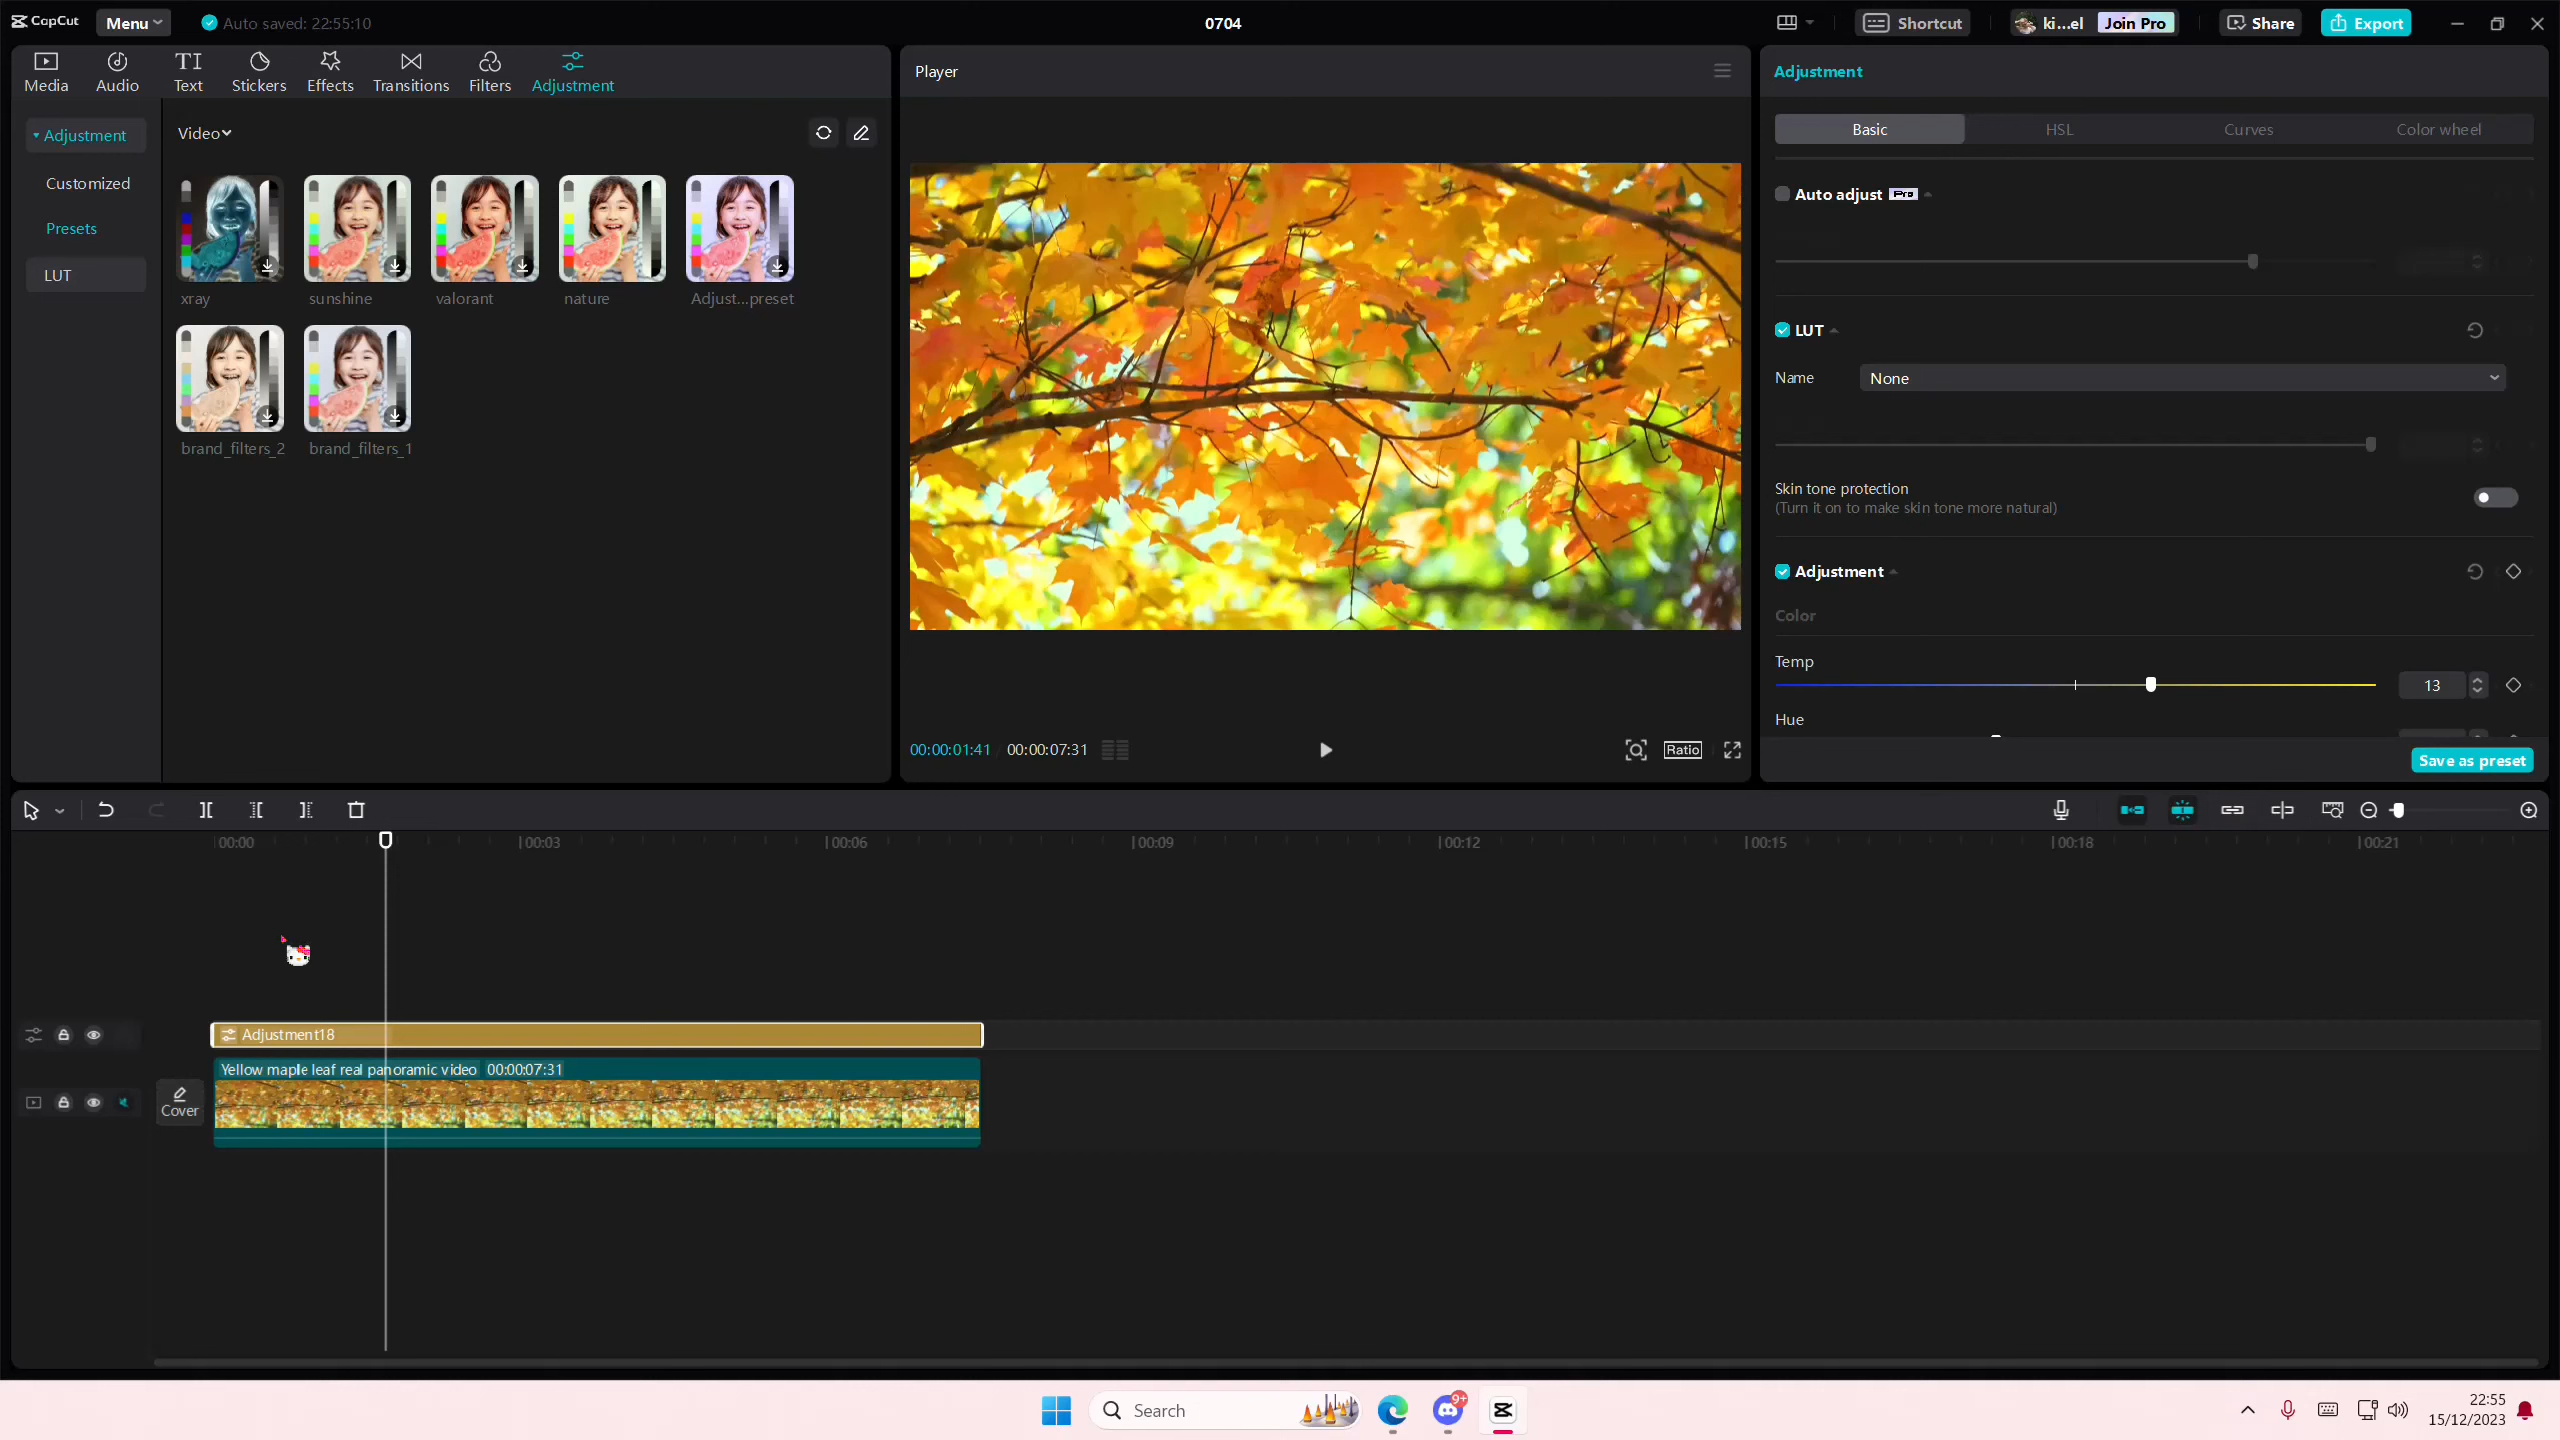 CapCut
Menu
Auto saved: 22:55:10
0704
Shortcut
ki...el
Join Pro
Share
Export
Media
Audio
Text
Stickers
Effects
Transitions
Filters
Adjustment
Adjustment
Customized
Presets
LUT
Video
xray
sunshine
valorant
nature
Adjust...preset
brand_filters_2
brand_filters_1
Player
00:00:01:41
00:00:07:31
Ratio
Adjustment
Basic
HSL
Curves
Color wheel
Auto adjust
Pro
LUT
Name
None
Skin tone protection
(Turn it on to make skin tone more natural)
Adjustment
Color
Temp
13
Hue
Save as preset
00:00
00:03
00:06
00:09
00:12
00:15
00:18
00:21
Adjustment18
Yellow maple leaf real panoramic video 00:00:07:31
Cover
Search
9+
22:55
15/12/2023